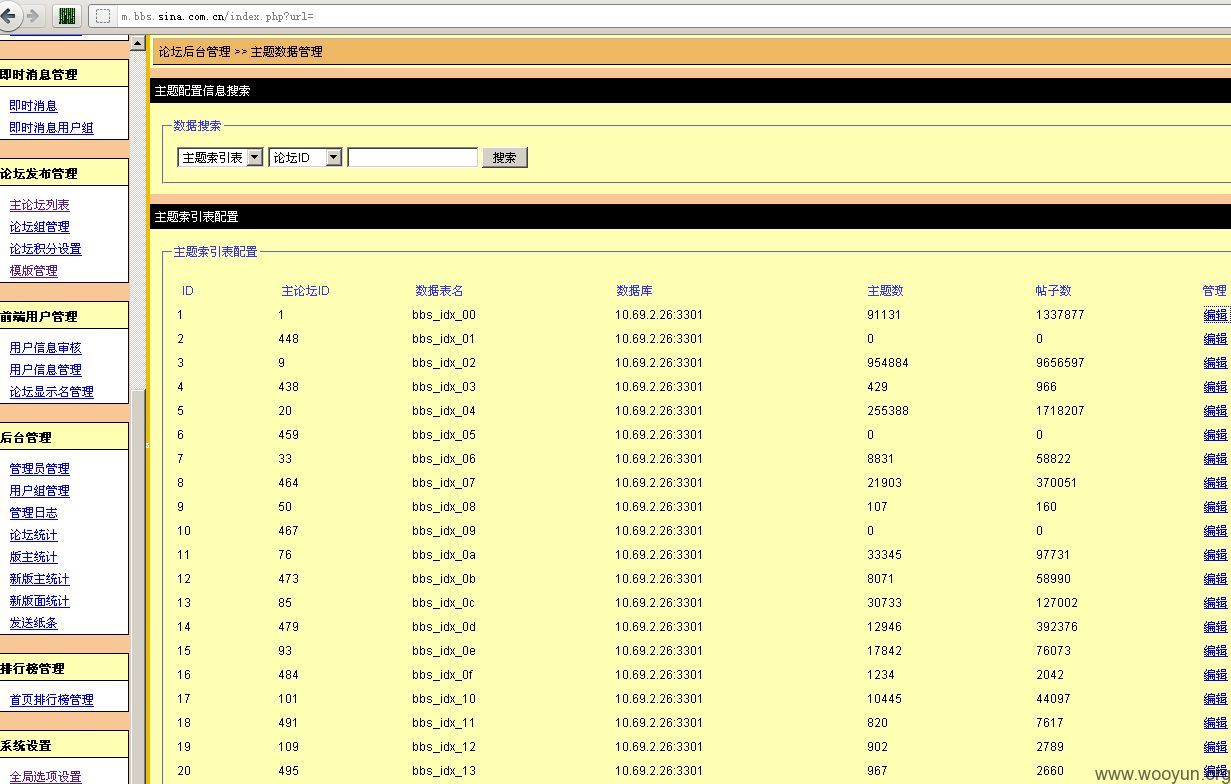 m.bbs.sina.com.cn/index.php?url=
即时消息管理
即时消息
即时消息用户组
论坛发布管理
主论坛列表
论坛组管理
论坛积分设置
模版管理
前端用户管理
用户信息审核
用户信息管理
论坛显示名管理
后台管理
管理员管理
用户组管理
管理日志
论坛统计
版主统计
新版主统计
新版面统计
发送纸条
排行榜管理
首页排行榜管理
系统设置
全局选项设置
论坛后台管理 >> 主题数据管理
主题配置信息搜索
数据搜索
主题索引表 论坛ID 搜索
主题索引表配置
主题索引表配置
ID 主论坛ID 数据表名 数据库 主题数 帖子数 管理
1 1 bbs_idx_00 10.69.2.26:3301 91131 1337877 编辑
2 448 bbs_idx_01 10.69.2.26:3301 0 0 编辑
3 9 bbs_idx_02 10.69.2.26:3301 954884 9656597 编辑
4 438 bbs_idx_03 10.69.2.26:3301 429 966 编辑
5 20 bbs_idx_04 10.69.2.26:3301 255388 1718207 编辑
6 459 bbs_idx_05 10.69.2.26:3301 0 0 编辑
7 33 bbs_idx_06 10.69.2.26:3301 8831 58822 编辑
8 464 bbs_idx_07 10.69.2.26:3301 21903 370051 编辑
9 50 bbs_idx_08 10.69.2.26:3301 107 160 编辑
10 467 bbs_idx_09 10.69.2.26:3301 0 0 编辑
11 76 bbs_idx_0a 10.69.2.26:3301 33345 97731 编辑
12 473 bbs_idx_0b 10.69.2.26:3301 8071 58990 编辑
13 85 bbs_idx_0c 10.69.2.26:3301 30733 127002 编辑
14 479 bbs_idx_0d 10.69.2.26:3301 12946 392376 编辑
15 93 bbs_idx_0e 10.69.2.26:3301 17842 76073 编辑
16 484 bbs_idx_0f 10.69.2.26:3301 1234 2042 编辑
17 101 bbs_idx_10 10.69.2.26:3301 10445 44097 编辑
18 491 bbs_idx_11 10.69.2.26:3301 820 7617 编辑
19 109 bbs_idx_12 10.69.2.26:3301 902 2789 编辑
20 495 bbs_idx_13 10.69.2.26:3301 967 2660 编辑
www.wooyun.org